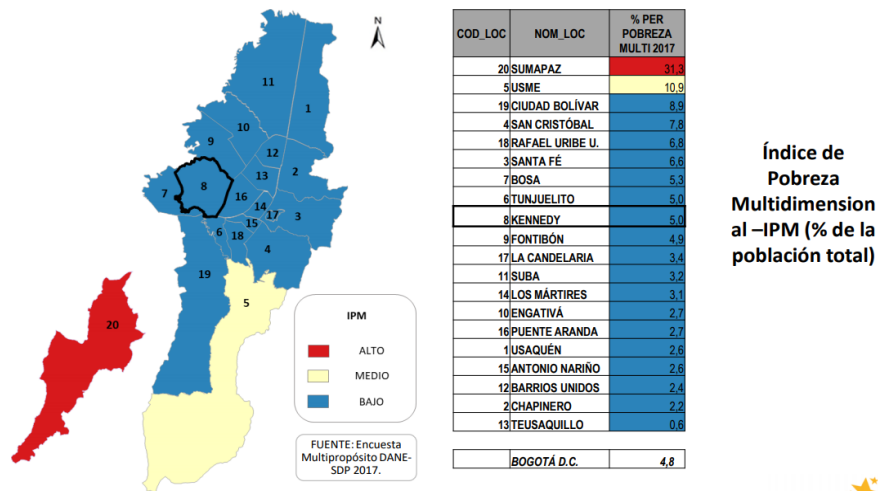 N
11
1
10
9
12
2
13
8
7
16
14
17
3
15
6
18
4
19
5
20
IPM
ALTO
MEDIO
BAJO
FUENTE: Encuesta
Multipropósito DANE-
SDP 2017.
COD_LOC NOM_LOC % PER
POBREZA
MULTI 2017
20 SUMAPAZ 31,3
5 USME 10,9
19 CIUDAD BOLÍVAR 8,9
4 SAN CRISTÓBAL 7,8
18 RAFAEL URIBE U. 6,8
3 SANTA FÉ 6,6
7 BOSA 5,3
6 TUNJUELITO 5,0
8 KENNEDY 5,0
9 FONTIBÓN 4,9
17 LA CANDELARIA 3,4
11 SUBA 3,2
14 LOS MÁRTIRES 3,1
10 ENGATIVÁ 2,7
16 PUENTE ARANDA 2,7
1 USAQUÉN 2,6
15 ANTONIO NARIÑO 2,6
12 BARRIOS UNIDOS 2,4
2 CHAPINERO 2,2
13 TEUSAQUILLO 0,6
BOGOTÁ D.C. 4,8
Índice de
Pobreza
Multidimension
al –IPM (% de la
población total)